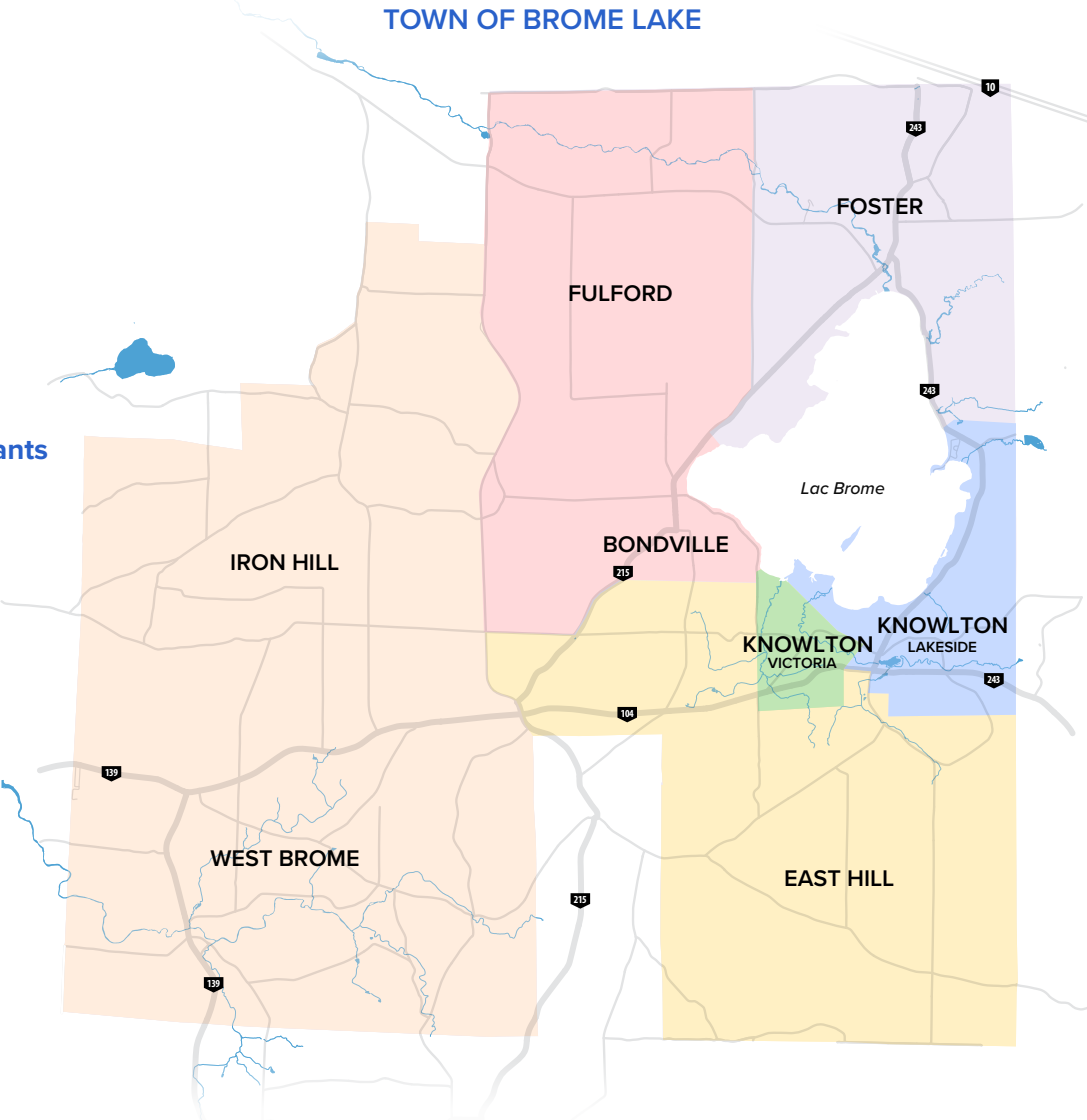 TOWN OF BROME LAKE
10
243
FOSTER
FULFORD
243
ants
Lac Brome
BONDVILLE
IRON HILL
215
KNOWLTON
LAKESIDE
KNOWLTON
VICTORIA
243
104
139
WEST BROME
EAST HILL
215
139